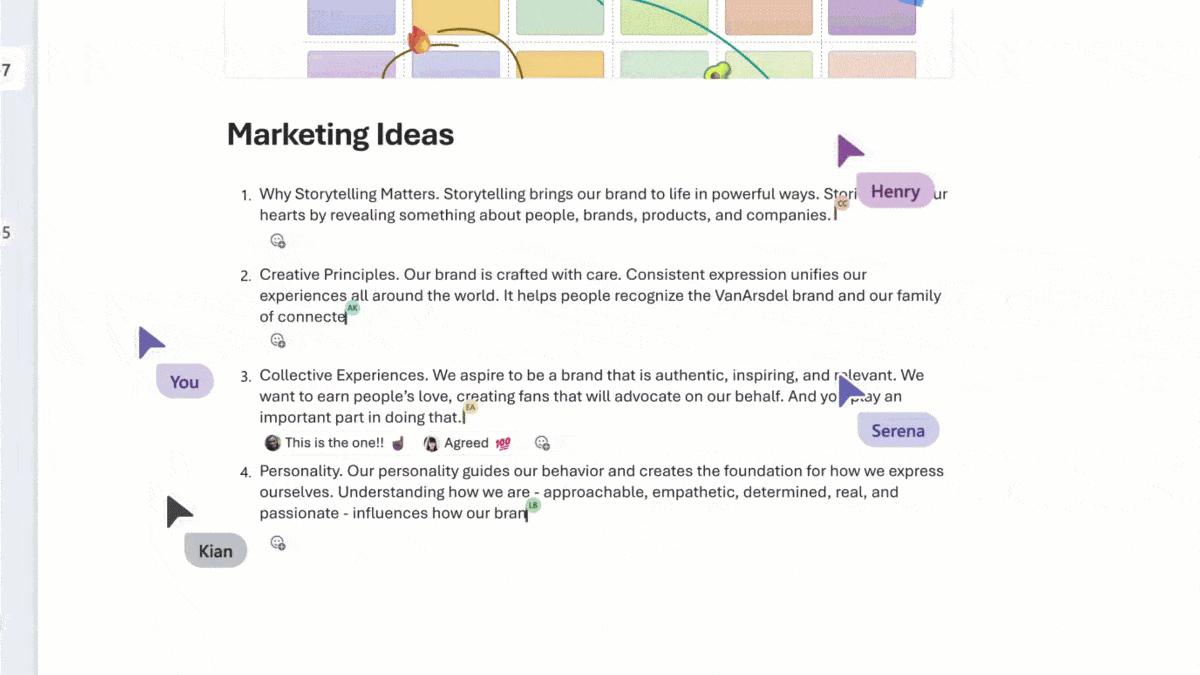 -7
-5
Marketing Ideas
Henry
1. Why Storytelling Matters. Storytelling brings our brand to life in powerful ways. Stori ur
hearts by revealing something about people, brands, products, and companies.
CC
2. Creative Principles. Our brand is crafted with care. Consistent expression unifies our
experiences all around the world. It helps people recognize the VanArsdel brand and our family
of connecte
AK
You
3. Collective Experiences. We aspire to be a brand that is authentic, inspiring, and relevant. We
want to earn people’s love, creating fans that will advocate on our behalf. And yo play an
important part in doing that.
EA
Serena
This is the one!! Agreed 100
4. Personality. Our personality guides our behavior and creates the foundation for how we express
ourselves. Understanding how we are - approachable, empathetic, determined, real, and
passionate - influences how our bran
LB
Kian